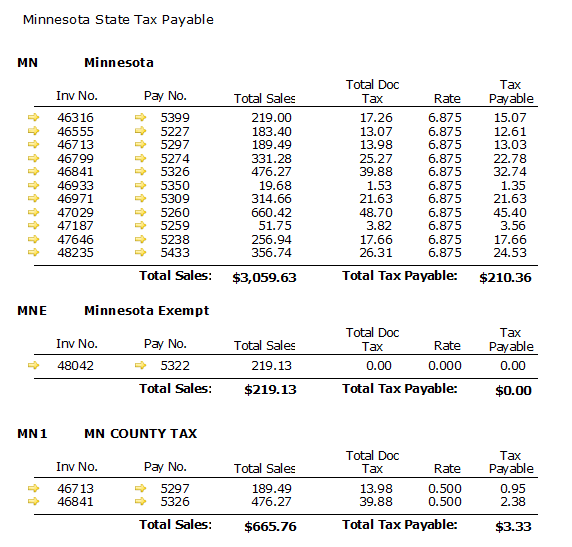 Minnesota State Tax Payable
MN Minnesota
Inv No. Pay No. Total Sales Total Doc Tax Rate Tax Payable
46316 5399 219.00 17.26 6.875 15.07
46555 5227 183.40 13.07 6.875 12.61
46713 5297 189.49 13.98 6.875 13.03
46799 5274 331.28 25.27 6.875 22.78
46841 5326 476.27 39.88 6.875 32.74
46933 5350 19.68 1.53 6.875 1.35
46971 5309 314.66 21.63 6.875 21.63
47029 5260 660.42 48.70 6.875 45.40
47187 5259 51.75 3.82 6.875 3.56
47646 5238 256.94 17.66 6.875 17.66
48235 5433 356.74 26.31 6.875 24.53
Total Sales: $3,059.63 Total Tax Payable: $210.36
MNE Minnesota Exempt
Inv No. Pay No. Total Sales Total Doc Tax Rate Tax Payable
48042 5322 219.13 0.00 0.000 0.00
Total Sales: $219.13 Total Tax Payable: $0.00
MN1 MN COUNTY TAX
Inv No. Pay No. Total Sales Total Doc Tax Rate Tax Payable
46713 5297 189.49 13.98 0.500 0.95
46841 5326 476.27 39.88 0.500 2.38
Total Sales: $665.76 Total Tax Payable: $3.33